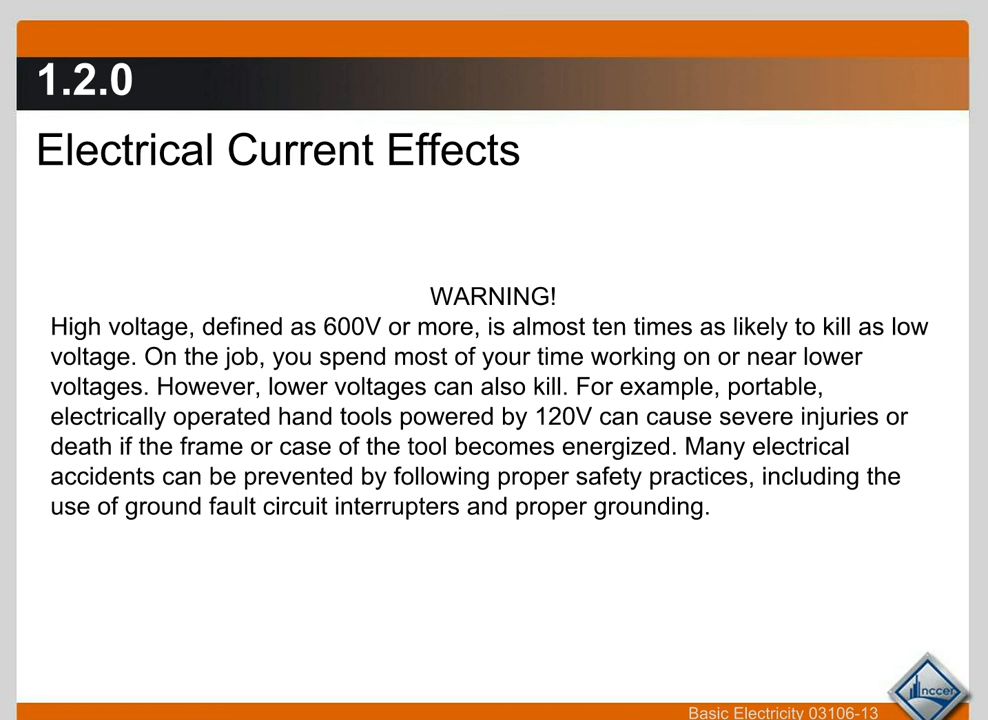 1.2.0
Electrical Current Effects
WARNING!
High voltage, defined as 600V or more, is almost ten times as likely to kill as low
voltage. On the job, you spend most of your time working on or near lower
voltages. However, lower voltages can also kill. For example, portable,
electrically operated hand tools powered by 120V can cause severe injuries or
death if the frame or case of the tool becomes energized. Many electrical
accidents can be prevented by following proper safety practices, including the
use of ground fault circuit interrupters and proper grounding.
nccer
Basic Electricity 03106-13